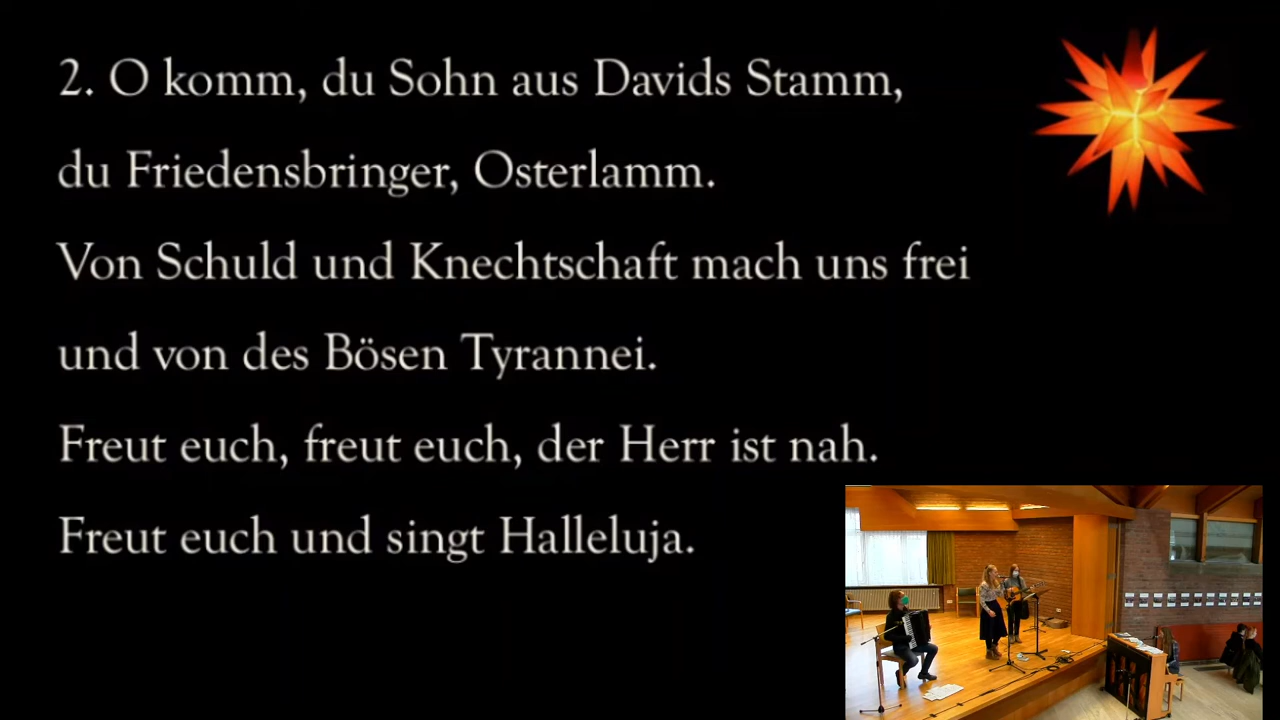 2. O komm, du Sohn aus Davids Stamm,
du Friedensbringer, Osterlamm.
Von Schuld und Knechtschaft mach uns frei
und von des Bösen Tyrannei.
Freut euch, freut euch, der Herr ist nah.
Freut euch und singt Halleluja.